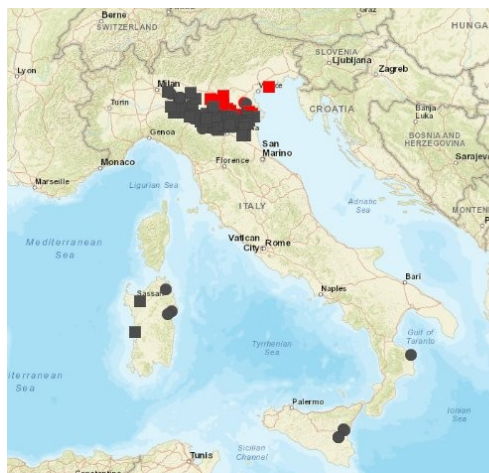 Berne
SWITZERLAND
Graz
HUNGA
SLOVENIA
Ljubljana
Zagreb
Lyon
Milan
Turin
CROATIA
Banja
Luka
BOSNIA AND
HERZEGOVINA
Genoa
Sarajev
Florence
San
Marino
Monaco
Marseille
Ligurian Sea
ITALY
Adriatic
Sea
MONTEN
Mediterranean
Sea
Vatican
City
Rome
Sassari
Naples
Bari
Gulf of
Taranto
Tyrrhenian
Sea
iterranean
Sea
Palermo
Ionian
Sea
Sicilian
Channel
Tunis